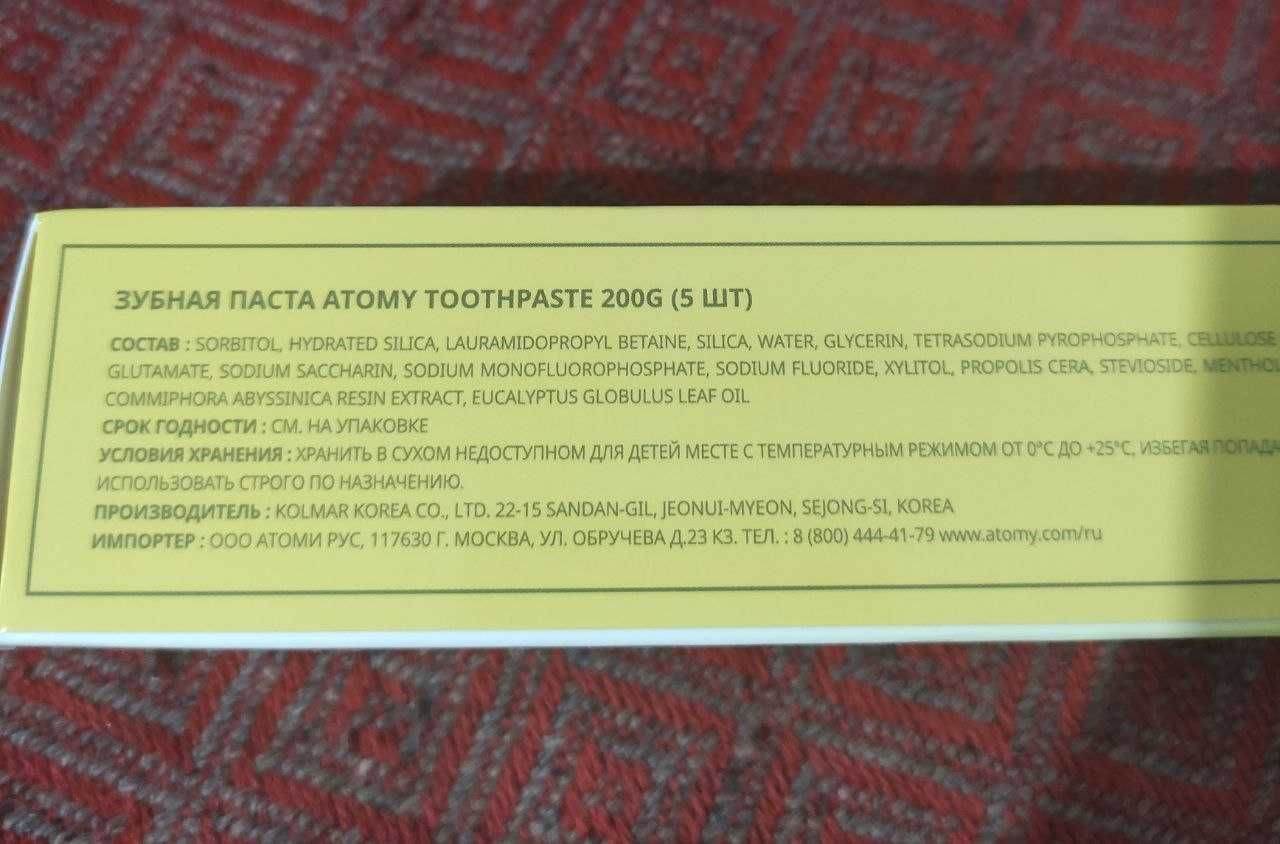 ЗУБНАЯ ПАСТА ATOMY TOOTHPASTE 200G (5 ШТ)
СОСТАВ : SORBITOL, HYDRATED SILICA, LAURAMIDOPROPYL BETAINE, SILICA, WATER, GLYCERIN, TETRASODIUM PYROPHOSPHATE, CELLULOSE
GLUTAMATE, SODIUM SACCHARIN, SODIUM MONOFLUOROPHOSPHATE, SODIUM FLUORIDE, XYLITOL, PROPOLIS CERA, STEVIOSIDE, MENTHOL
COMMIPHORA ABYSSINICA RESIN EXTRACT, EUCALYPTUS GLOBULUS LEAF OIL
СРОК ГОДНОСТИ : СМ. НА УПАКОВКЕ
УСЛОВИЯ ХРАНЕНИЯ : ХРАНИТЬ В СУХОМ НЕДОСТУПНОМ ДЛЯ ДЕТЕЙ МЕСТЕ С ТЕМПЕРАТУРНЫМ РЕЖИМОМ ОТ 0°С ДО +25°С, ИЗБЕГАЯ
ИСПОЛЬЗОВАТЬ СТРОГО ПО НАЗНАЧЕНИЮ.
ПРОИЗВОДИТЕЛЬ : KOLMAR KOREA CO., LTD. 22-15 SANDAN-GIL, JEONUI-MYEON, SEJONG-SI, KOREA
ИМПОРТЕР : ООО АТОМИ РУС, 117630 Г. МОСКВА, УЛ. ОБРУЧЕВА Д.23 К3. ТЕЛ. : 8 (800) 444-41-79 www.atomy.com/ru